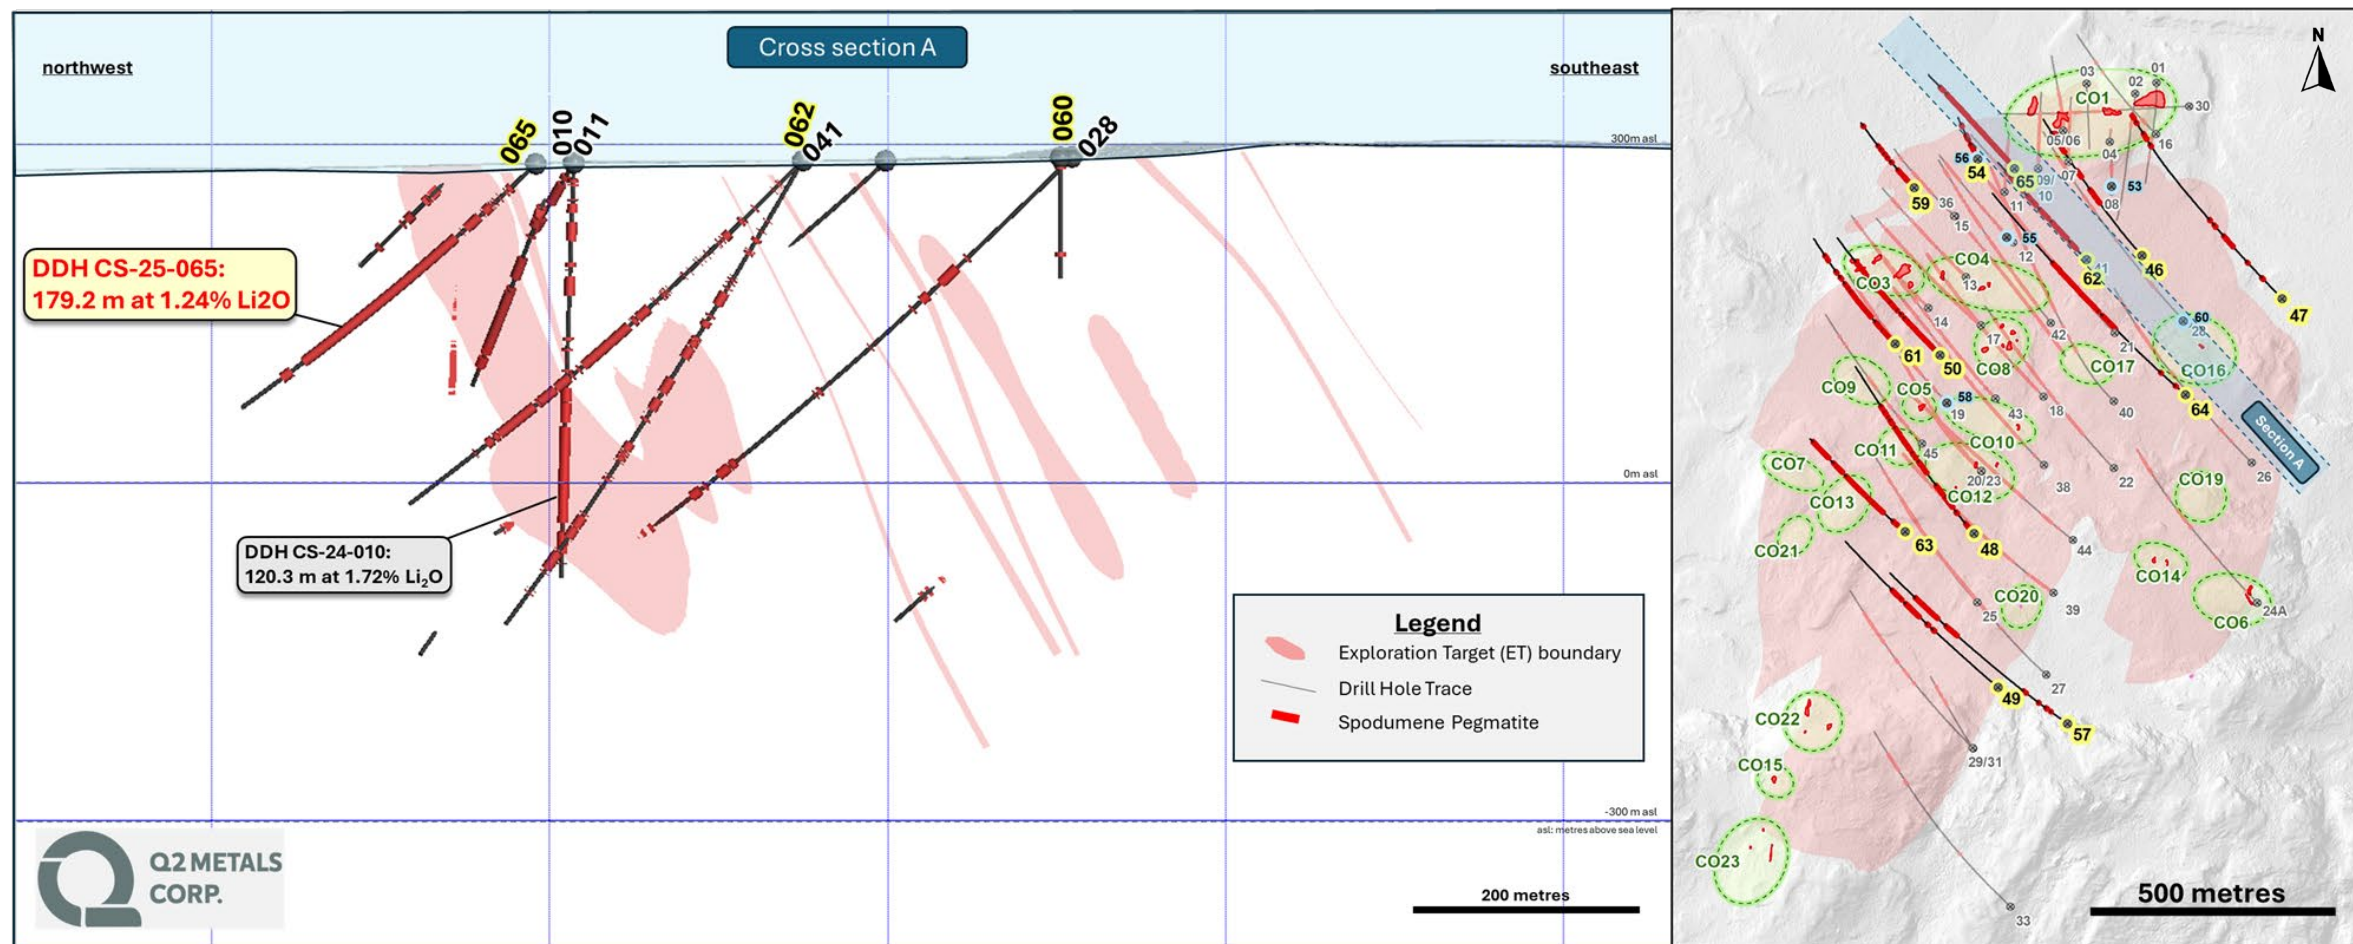 Cross section A
northwest
southeast
065
010
011
062
041
060
028
300m asl
DDH CS-25-065:
179.2 m at 1.24% Li2O
0m asl
DDH CS-24-010:
120.3 m at 1.72% Li₂O
Legend
Exploration Target (ET) boundary
Drill Hole Trace
Spodumene Pegmatite
-300 m asl
asl: metres above sea level
Q2 METALS
CORP.
200 metres
N
03
01
02
CO1
30
05/06
04
16
56
54
65
09/
10
07
53
08
59
36
11
15
55
12
41
62
46
CO4
CO3
13
47
14
60
28
17
42
21
61
50
CO8
CO17
CO16
CO9
CO5
58
19
43
18
40
64
Section A
CO10
CO11
45
CO7
20/23
38
22
26
CO12
CO19
CO13
63
48
44
CO21
CO14
CO20
25
39
24A
CO6
27
49
CO22
57
29/31
CO15
CO23
33
500 metres